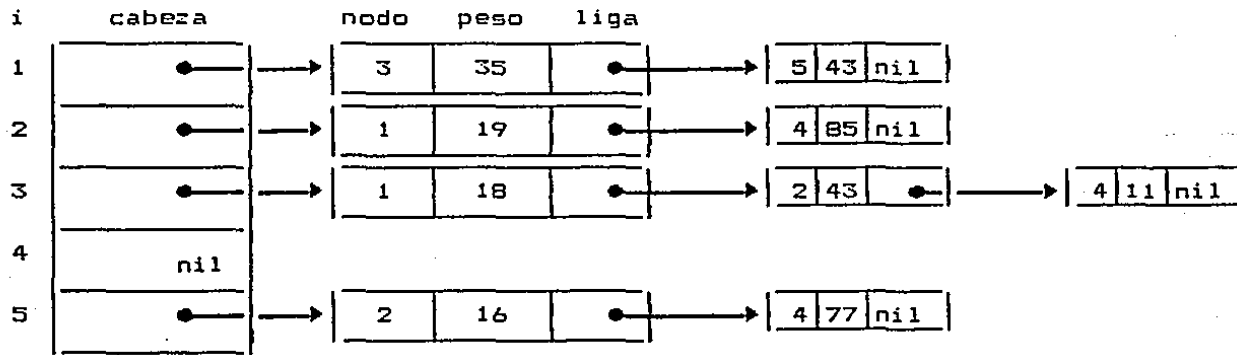 i cabeza nodo peso liga
1 3 35 5 43 nil
2 1 19 4 85 nil
3 1 18 2 43 4 11 nil
4 nil
5 2 16 4 77 nil